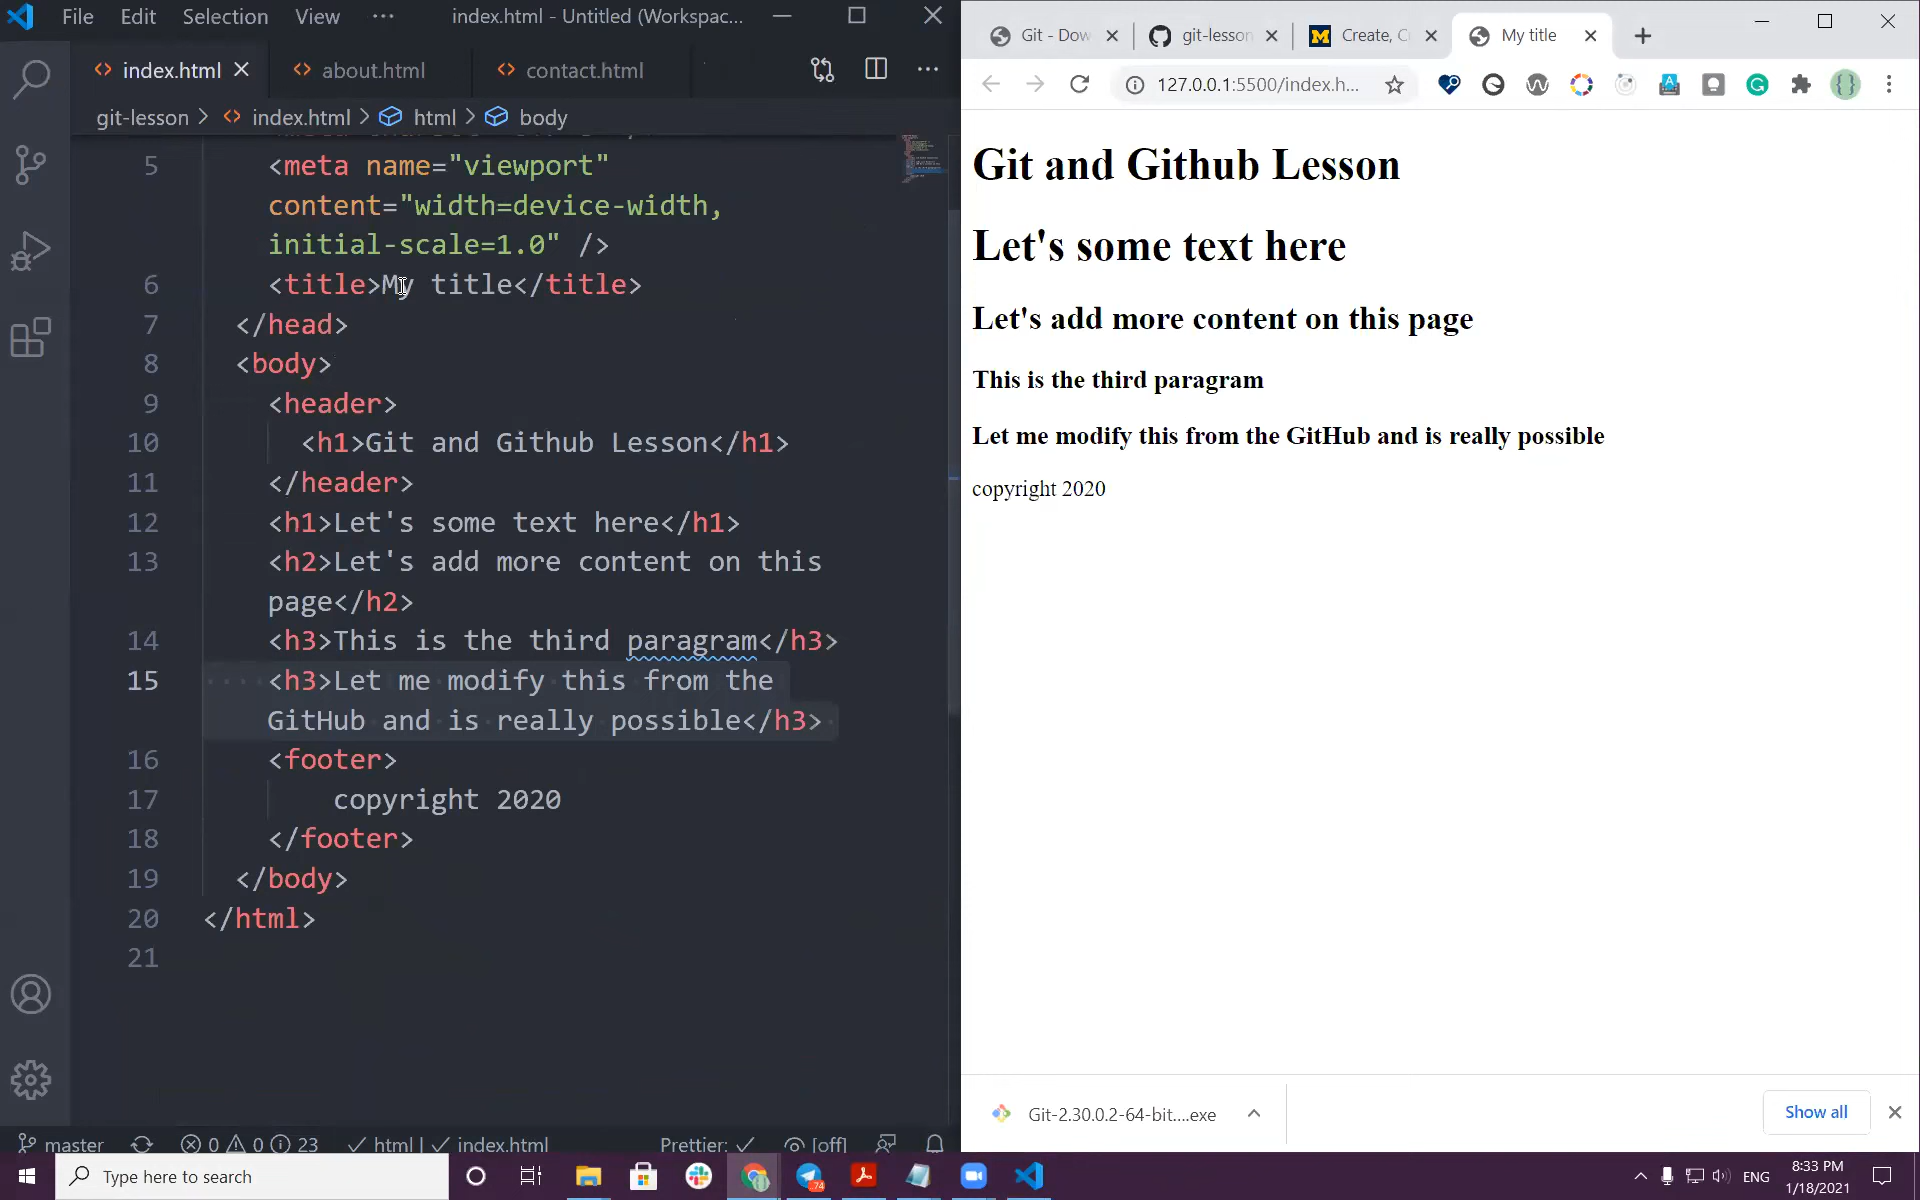 File Edit Selection View ··· index.html - Untitled (Workspac...
index.html about.html contact.html
git-lesson > index.html > html > body
5 <meta name="viewport"
content="width=device-width,
initial-scale=1.0" />
6 <title>My title</title>
7 </head>
8 <body>
9 <header>
10 <h1>Git and Github Lesson</h1>
11 </header>
12 <h1>Let's some text here</h1>
13 <h2>Let's add more content on this
page</h2>
14 <h3>This is the third paragram</h3>
15 <h3>Let me modify this from the
GitHub and is really possible</h3>
16 <footer>
17 copyright 2020
18 </footer>
19 </body>
20 </html>
21
master 0 0 23 html | index.html Prettier: [off]
Git - Dow git-lesson Create, C My title
127.0.0.1:5500/index.h...
Git and Github Lesson
Let's some text here
Let's add more content on this page
This is the third paragram
Let me modify this from the GitHub and is really possible
copyright 2020
Git-2.30.0.2-64-bit....exe Show all
Type here to search 74 ENG 8:33 PM
1/18/2021